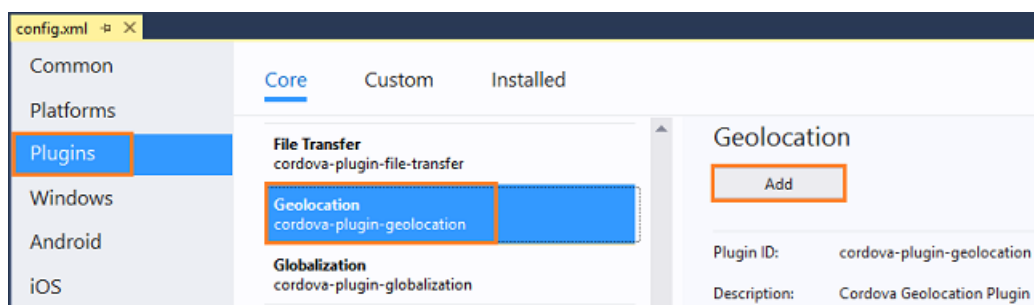 config.xml
Common
Platforms
Plugins
Windows
Android
iOS
Core Custom Installed
File Transfer
cordova-plugin-file-transfer
Geolocation
cordova-plugin-geolocation
Globalization
cordova-plugin-globalization
Geolocation
Add
Plugin ID: cordova-plugin-geolocation
Description: Cordova Geolocation Plugin